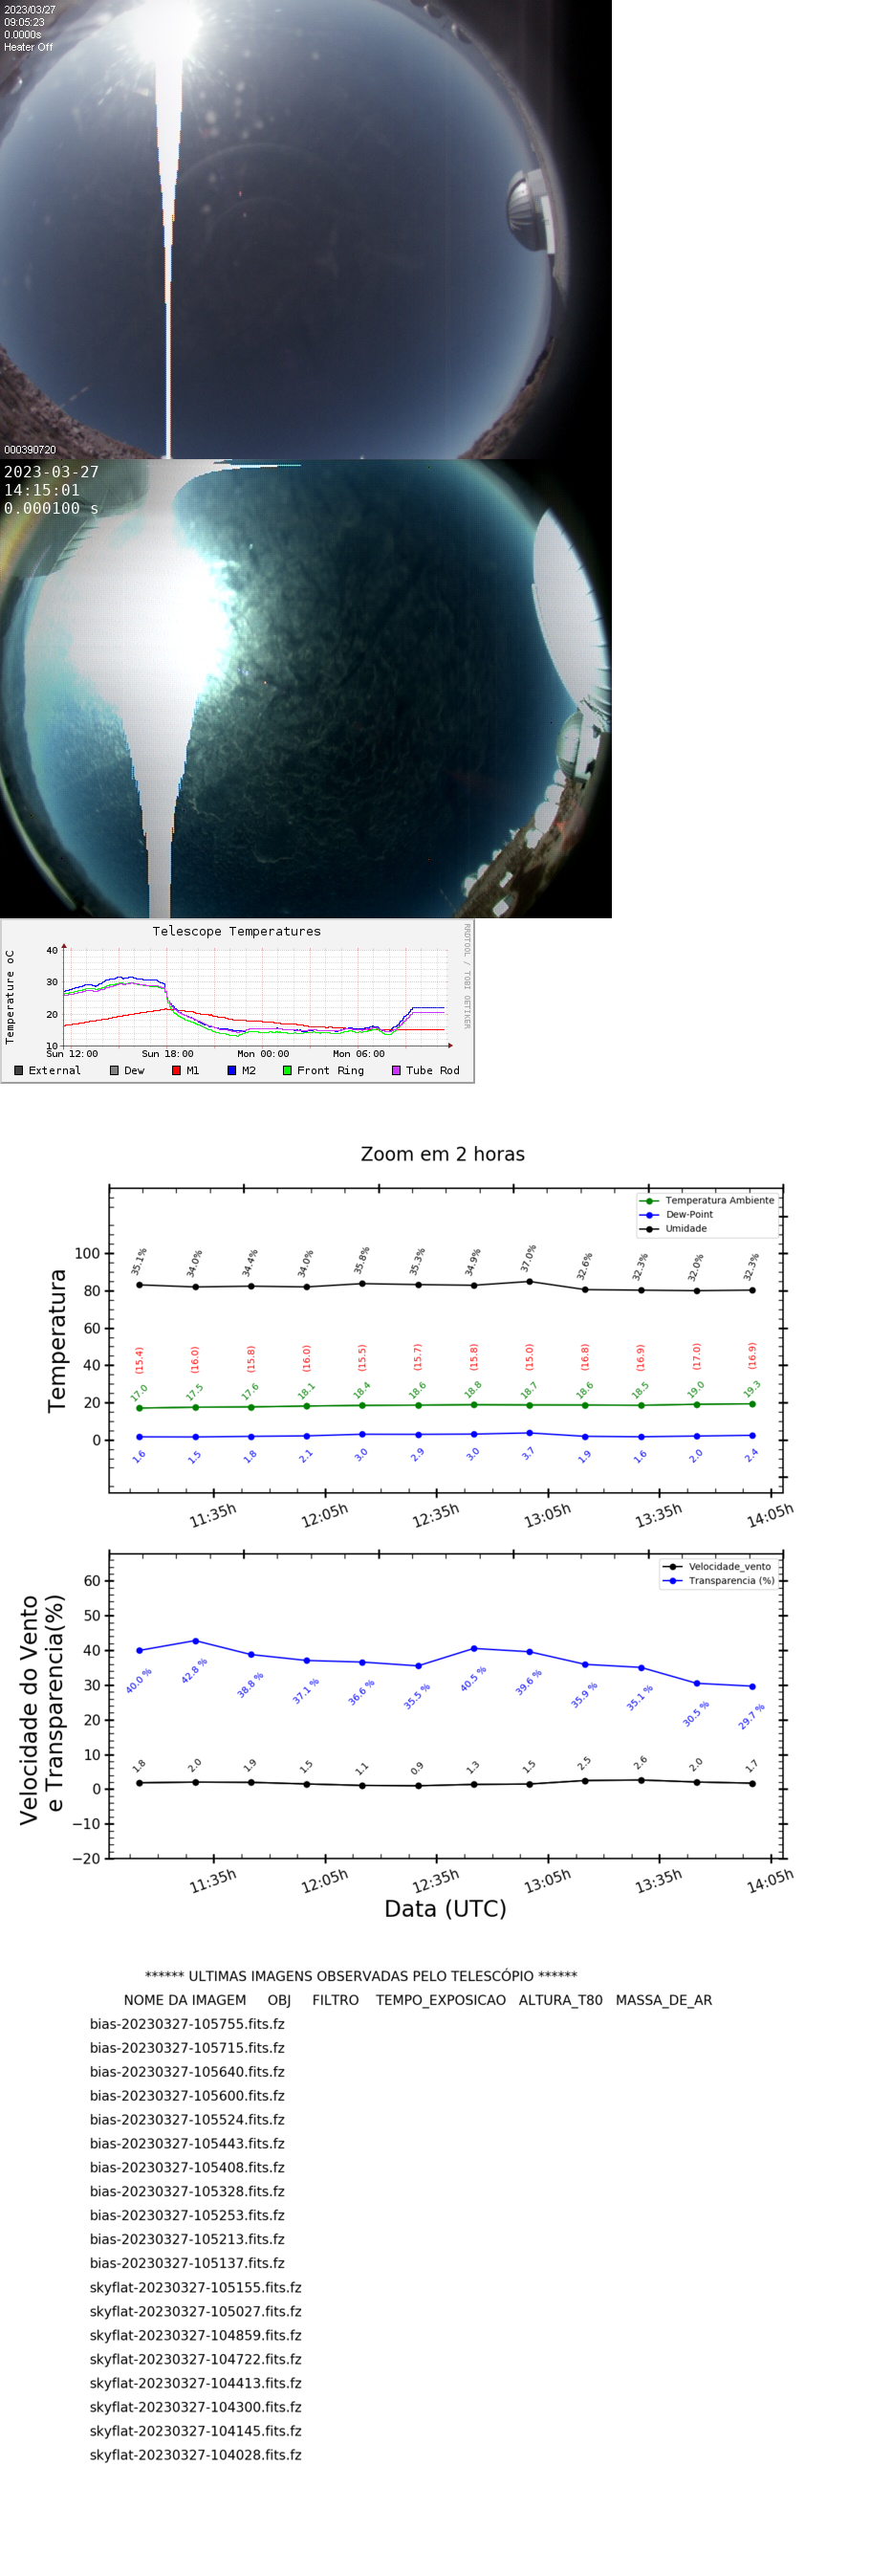 2023/03/27
09:05:23
0.0000s
Heater Off
000390720
2023-03-27
14:15:01
0.000100 s
Telescope Temperatures
RRDTOOL / TOBI OETIKER
Temperature oC
40
30
20
10
Sun 12:00 Sun 18:00 Mon 00:00 Mon 06:00
External Dew M1 M2 Front Ring Tube Rod
Zoom em 2 horas
Temperatura Ambiente
Dew-Point
Umidade
Temperatura
100
80
60
40
20
0
35.1% 34.0% 34.4% 34.0% 35.8% 35.3% 34.9% 37.0% 32.6% 32.3% 32.0% 32.3%
(15.4) (16.0) (15.8) (16.0) (15.5) (15.7) (15.8) (15.0) (16.8) (16.9) (17.0) (16.9)
17.0 17.5 17.6 18.1 18.4 18.6 18.8 18.7 18.6 18.5 19.0 19.3
1.6 1.5 1.8 2.1 3.0 2.9 3.0 3.7 1.9 1.6 2.0 2.4
11:35h 12:05h 12:35h 13:05h 13:35h 14:05h
Velocidade_vento
Transparencia (%)
Velocidade do Vento
e Transparencia(%)
60
50
40
30
20
10
0
−10
−20
40.0 % 42.8 % 38.8 % 37.1 % 36.6 % 35.5 % 40.5 % 39.6 % 35.9 % 35.1 % 30.5 % 29.7 %
1.8 2.0 1.9 1.5 1.1 0.9 1.3 1.5 2.5 2.6 2.0 1.7
11:35h 12:05h 12:35h 13:05h 13:35h 14:05h
Data (UTC)
****** ULTIMAS IMAGENS OBSERVADAS PELO TELESCÓPIO ******
NOME DA IMAGEM OBJ FILTRO TEMPO_EXPOSICAO ALTURA_T80 MASSA_DE_AR
bias-20230327-105755.fits.fz
bias-20230327-105715.fits.fz
bias-20230327-105640.fits.fz
bias-20230327-105600.fits.fz
bias-20230327-105524.fits.fz
bias-20230327-105443.fits.fz
bias-20230327-105408.fits.fz
bias-20230327-105328.fits.fz
bias-20230327-105253.fits.fz
bias-20230327-105213.fits.fz
bias-20230327-105137.fits.fz
skyflat-20230327-105155.fits.fz
skyflat-20230327-105027.fits.fz
skyflat-20230327-104859.fits.fz
skyflat-20230327-104722.fits.fz
skyflat-20230327-104413.fits.fz
skyflat-20230327-104300.fits.fz
skyflat-20230327-104145.fits.fz
skyflat-20230327-104028.fits.fz